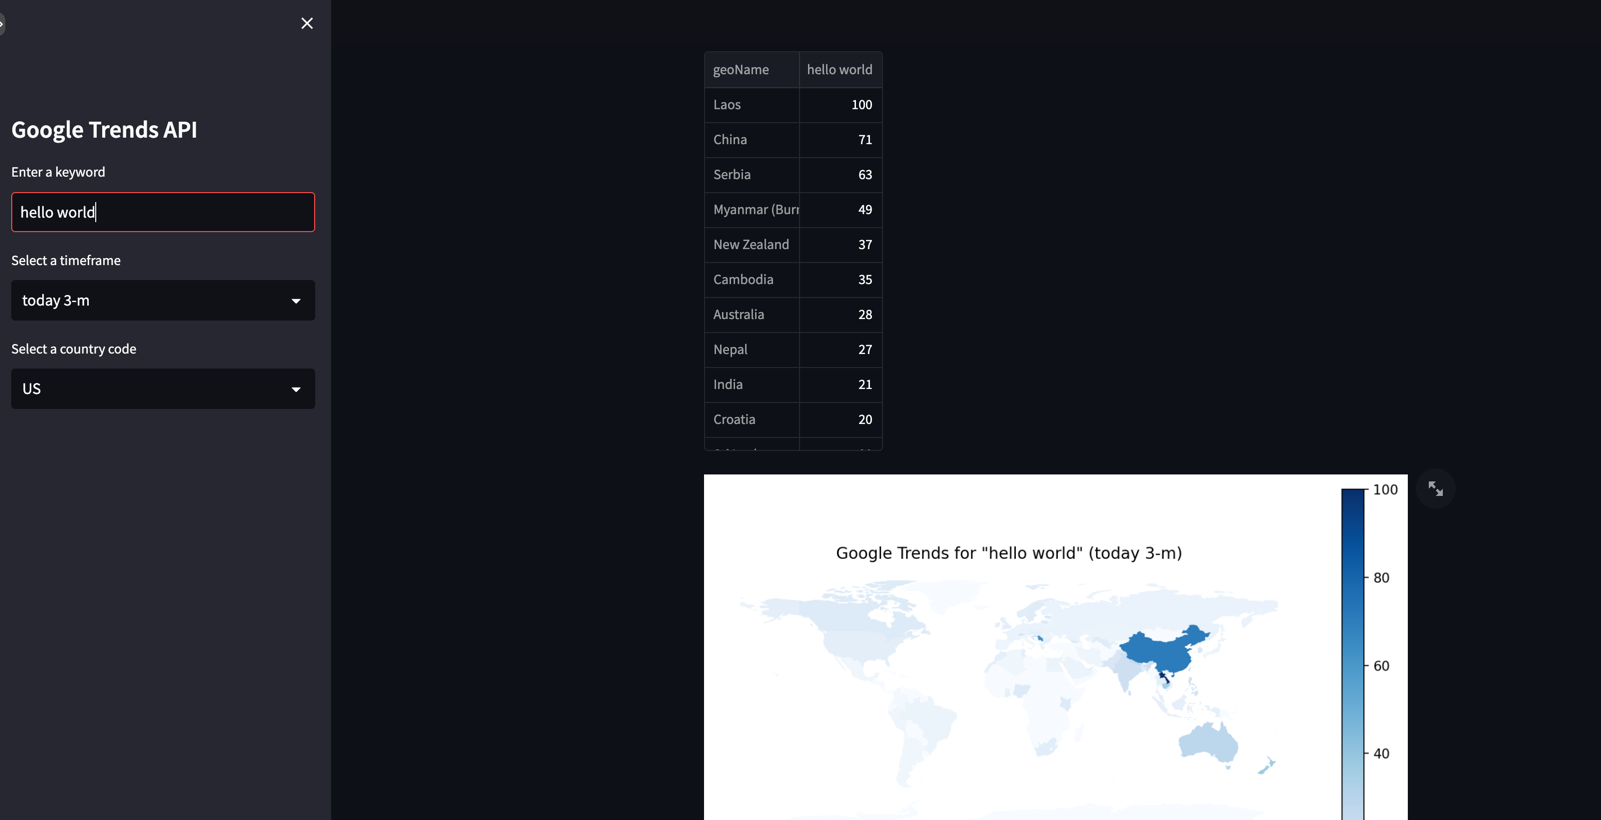 Google Trends API
Enter a keyword
hello world
Select a timeframe
today 3-m
Select a country code
US
geoName hello world
Laos 100
China 71
Serbia 63
Myanmar (Burr 49
New Zealand 37
Cambodia 35
Australia 28
Nepal 27
India 21
Croatia 20
Google Trends for "hello world" (today 3-m)
100
80
60
40